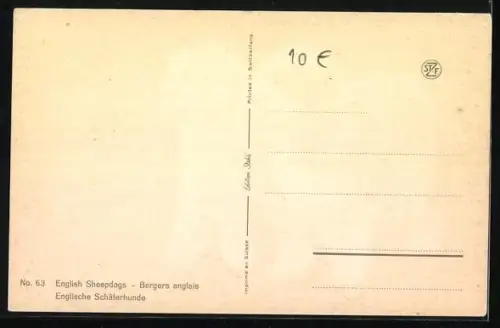 10 €
No. 63 English Sheepdogs - Bergers anglais
Englische Schäferhunde
Imprimé en Suisse
Printed in Switzerland